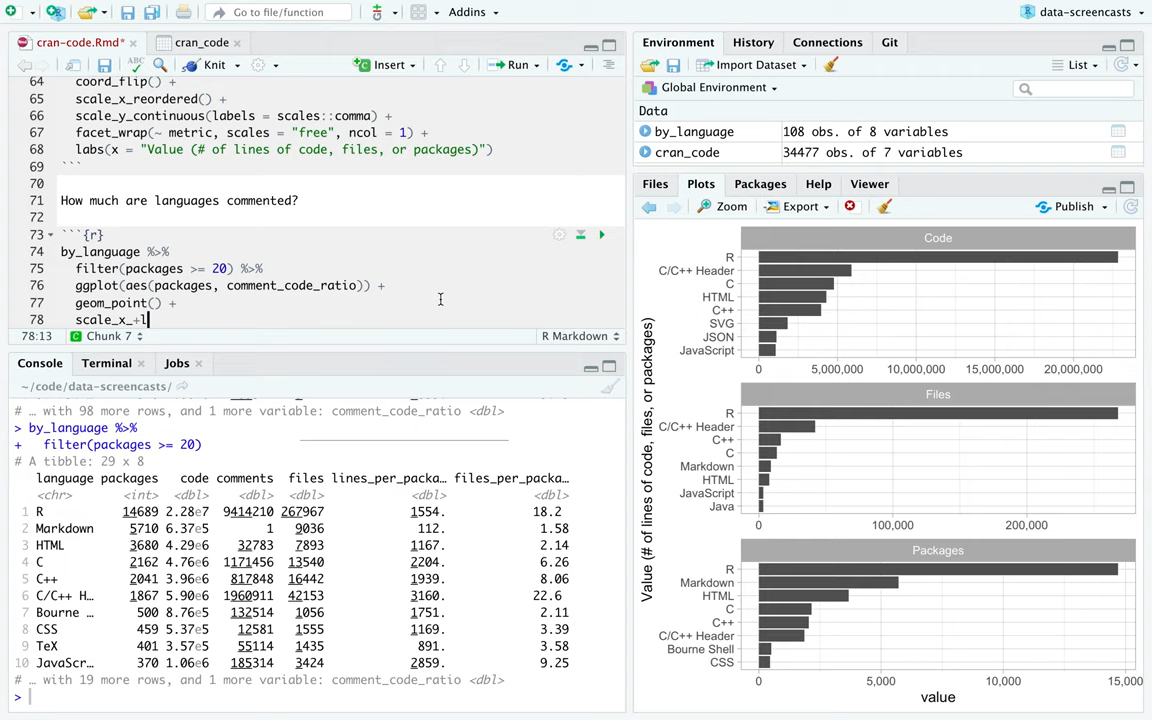 Go to file/function
Addins
data-screencasts
cran-code.Rmd*
cran_code
ABC
Knit
Insert
Run
64 coord_flip() +
65 scale_x_reordered() +
66 scale_y_continuous(labels = scales::comma) +
67 facet_wrap(~ metric, scales = "free", ncol = 1) +
68 labs(x = "Value (# of lines of code, files, or packages)")
69 ```
70
71 How much are languages commented?
72
73 ```{r}
74 by_language %>%
75 filter(packages >= 20) %>%
76 ggplot(aes(packages, comment_code_ratio)) +
77 geom_point() +
78 scale_x_+l
78:13 Chunk 7 R Markdown
Console Terminal Jobs
~/code/data-screencasts/
# … with 98 more rows, and 1 more variable: comment_code_ratio <dbl>
> by_language %>%
+ filter(packages >= 20)
# A tibble: 29 x 8
language packages code comments files lines_per_packa… files_per_packa…
<chr> <int> <dbl> <dbl> <dbl> <dbl> <dbl>
1 R 14689 2.28e7 9414210 267967 1554. 18.2
2 Markdown 5710 6.37e5 1 9036 112. 1.58
3 HTML 3680 4.29e6 32783 7893 1167. 2.14
4 C 2162 4.76e6 1171456 13540 2204. 6.26
5 C++ 2041 3.96e6 817848 16442 1939. 8.06
6 C/C++ H… 1867 5.90e6 1960911 42153 3160. 22.6
7 Bourne … 500 8.76e5 132514 1056 1751. 2.11
8 CSS 459 5.37e5 12581 1555 1169. 3.39
9 TeX 401 3.57e5 55114 1435 891. 3.58
10 JavaScr… 370 1.06e6 185314 3424 2859. 9.25
# … with 19 more rows, and 1 more variable: comment_code_ratio <dbl>
>
Environment History Connections Git
Import Dataset List
Global Environment
Data
by_language 108 obs. of 8 variables
cran_code 34477 obs. of 7 variables
Files Plots Packages Help Viewer
Zoom Export Publish
Value (# of lines of code, files, or packages)
Code
R
C/C++ Header
C
HTML
C++
SVG
JSON
JavaScript
0 5,000,000 10,000,000 15,000,000 20,000,000
Files
R
C/C++ Header
C++
C
Markdown
HTML
JavaScript
Java
0 100,000 200,000
Packages
R
Markdown
HTML
C
C++
C/C++ Header
Bourne Shell
CSS
0 5,000 10,000 15,000
value